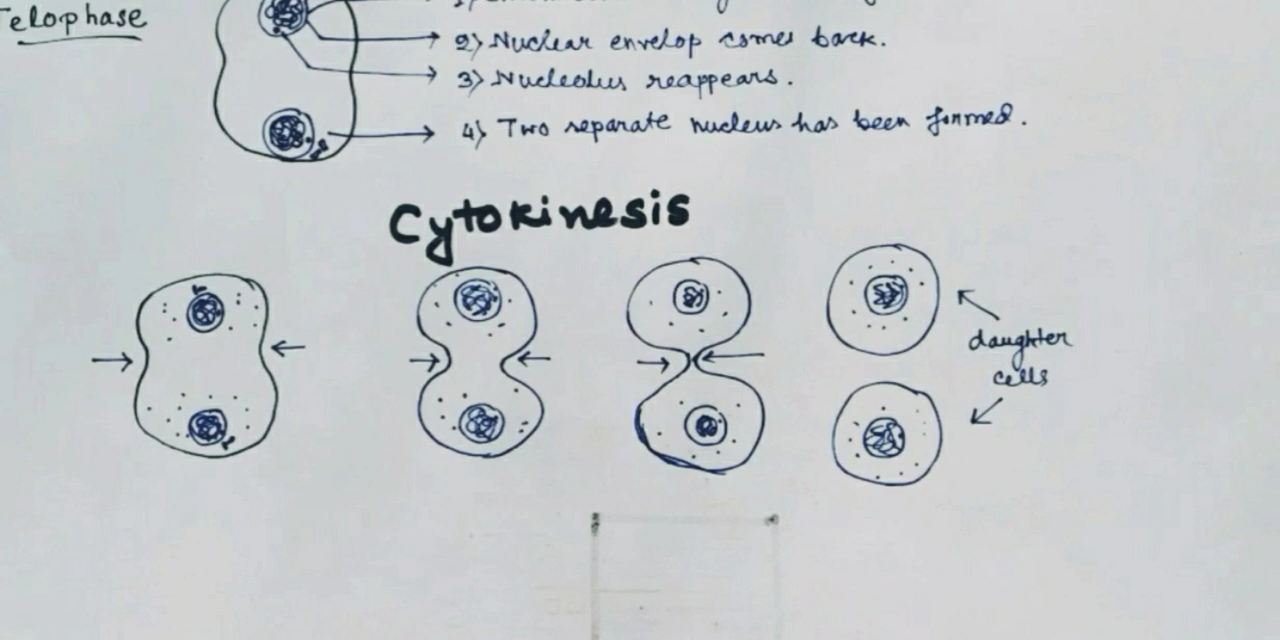 Telophase
2) Nuclear envelop comes back.
3) Nucleolus reappears.
4) Two separate nucleus has been formed.
Cytokinesis
daughter
cells